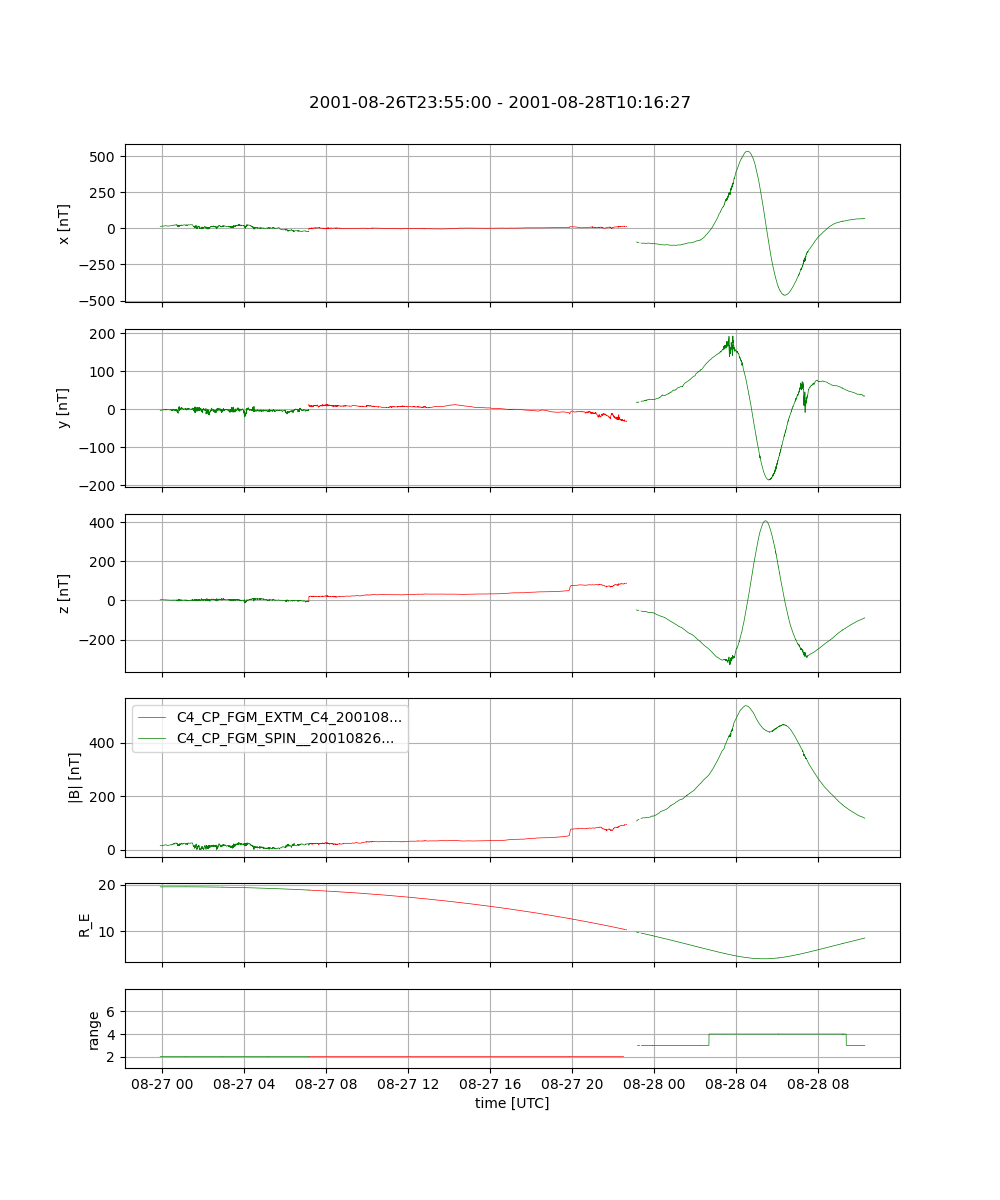 2001-08-26T23:55:00 - 2001-08-28T10:16:27
500
250
0
−250
−500
x [nT]
200
100
0
−100
−200
y [nT]
400
200
0
−200
z [nT]
C4_CP_FGM_EXTM_C4_200108...
C4_CP_FGM_SPIN__20010826...
400
200
0
|B| [nT]
20
10
R_E
6
4
2
range
08-27 00 08-27 04 08-27 08 08-27 12 08-27 16 08-27 20 08-28 00 08-28 04 08-28 08
time [UTC]